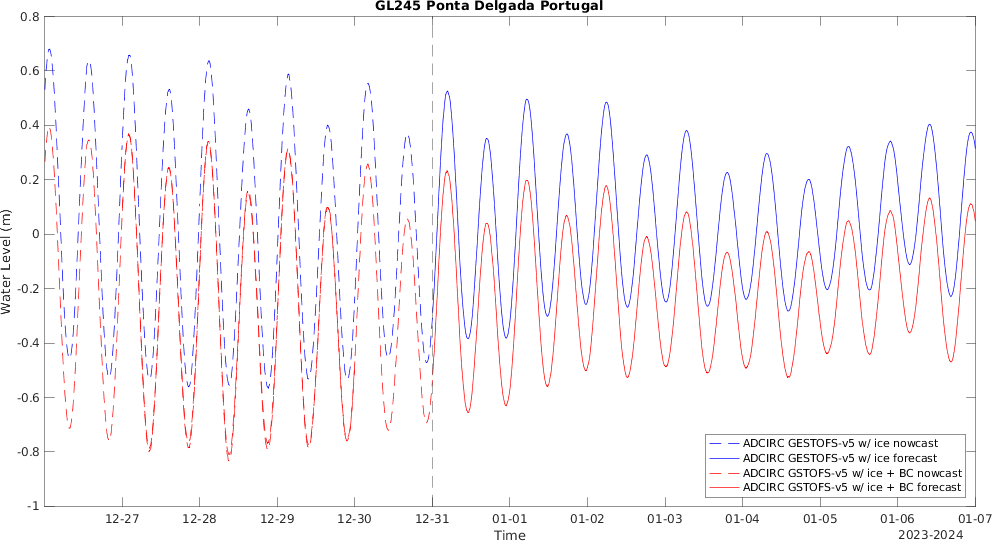 GL245 Ponta Delgada Portugal
0.8
0.6
0.4
0.2
0
-0.2
-0.4
-0.6
-0.8
-1
Water Level (m)
ADCIRC GESTOFS-v5 w/ ice nowcast
ADCIRC GESTOFS-v5 w/ ice forecast
ADCIRC GSTOFS-v5 w/ ice + BC nowcast
ADCIRC GSTOFS-v5 w/ ice + BC forecast
12-27 12-28 12-29 12-30 12-31 01-01 01-02 01-03 01-04 01-05 01-06 01-07
Time
2023-2024